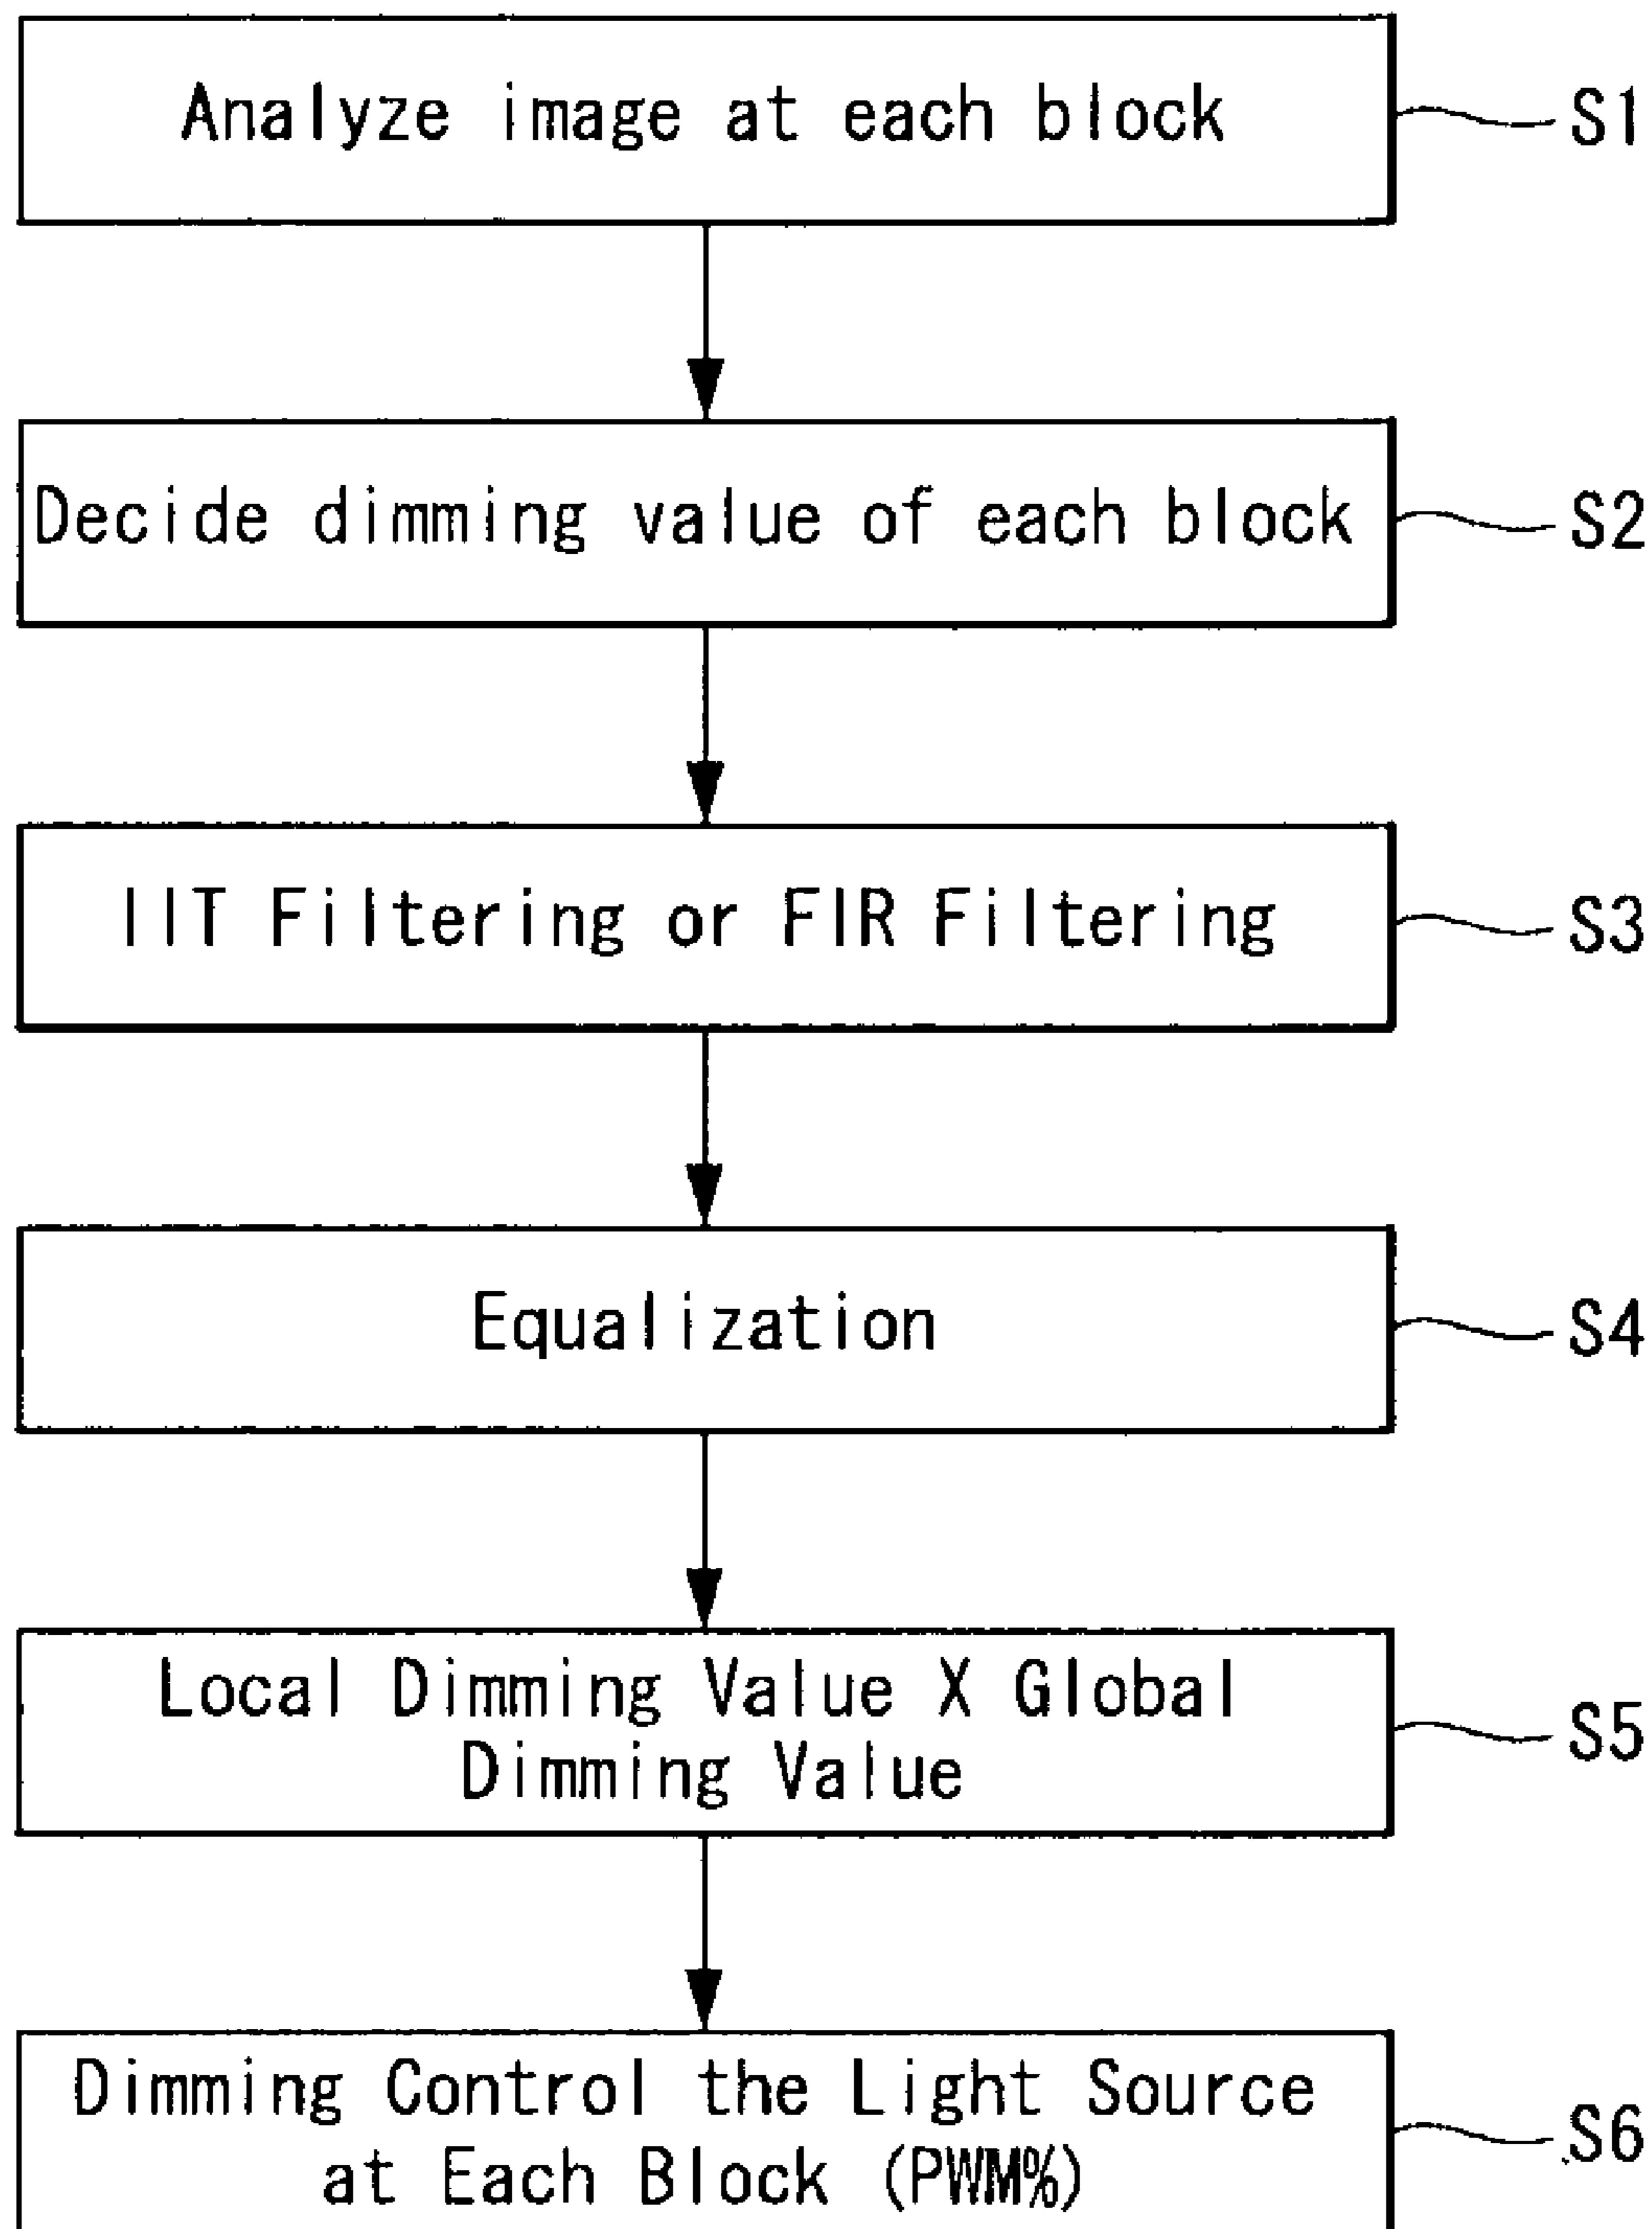 Analyze image at each block
S1
Decide dimming value of each block
S2
IIT Filtering or FIR Filtering
S3
Equalization
S4
Local Dimming Value X Global
Dimming Value
S5
Dimming Control the Light Source
at Each Block (PWM%)
S6